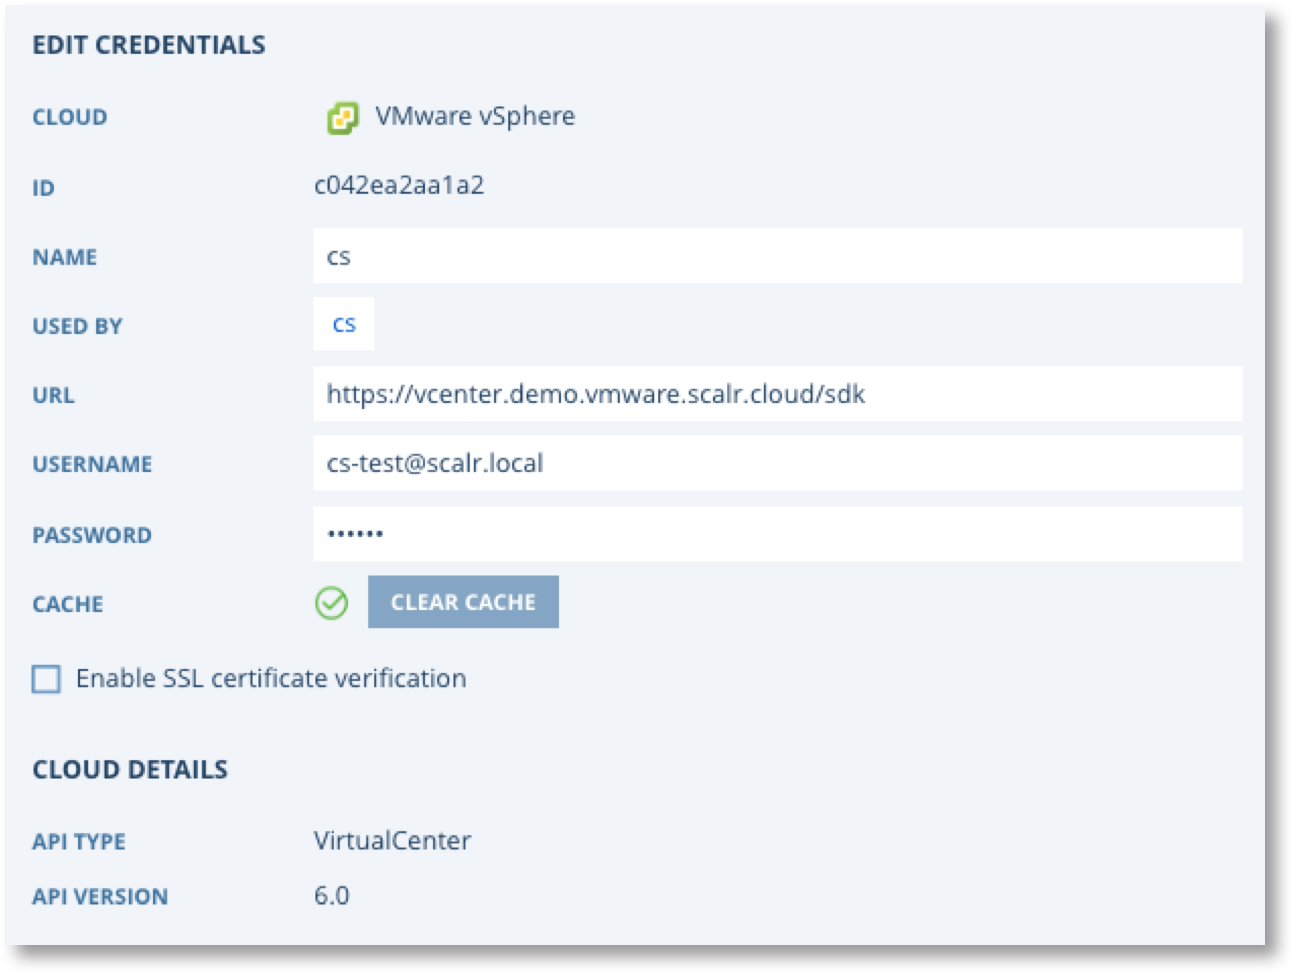 EDIT CREDENTIALS
CLOUD VMware vSphere
ID c042ea2aa1a2
NAME cs
USED BY cs
URL https://vcenter.demo.vmware.scalr.cloud/sdk
USERNAME cs-test@scalr.local
PASSWORD ••••••
CACHE CLEAR CACHE
Enable SSL certificate verification
CLOUD DETAILS
API TYPE VirtualCenter
API VERSION 6.0